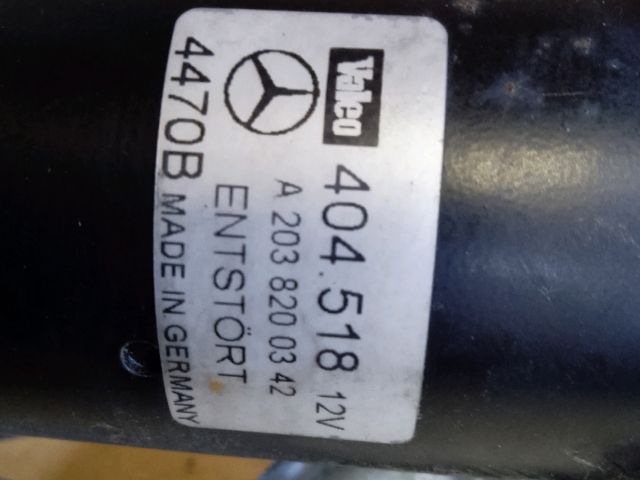 Valeo
404.518 12V
A 203 820 03 42
ENTSTÖRT
4470B MADE IN GERMANY